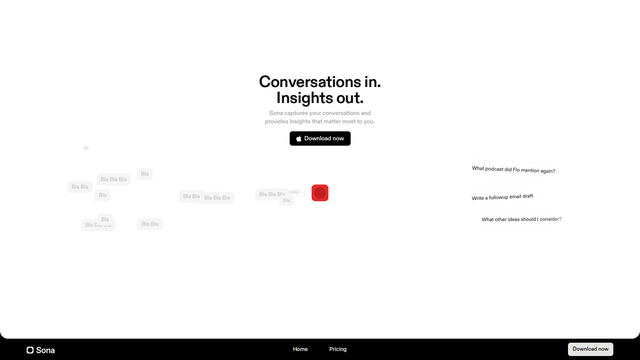 Conversations in.
Insights out.
Sona captures your conversations and
provides insights that matter most to you.
Download now
Bla
What podcast did Flo mention again?
Bla Bla Bla
Bla Bla
Bla
Bla Bla
Bla Bla Bla
Bla Bla
Bla
Write a followup email draft
Bla
Bla Bla
Bla Bla
What other ideas should I consider?
Sona
Home
Pricing
Download now